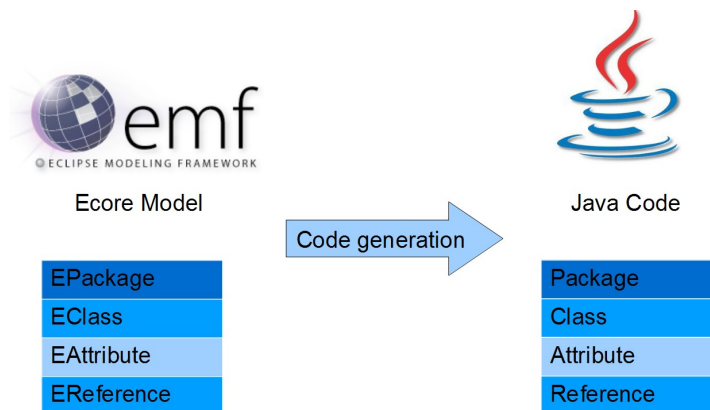 emf
ECLIPSE MODELING FRAMEWORK
Ecore Model
Java Code
Code generation
EPackage
EClass
EAttribute
EReference
Package
Class
Attribute
Reference